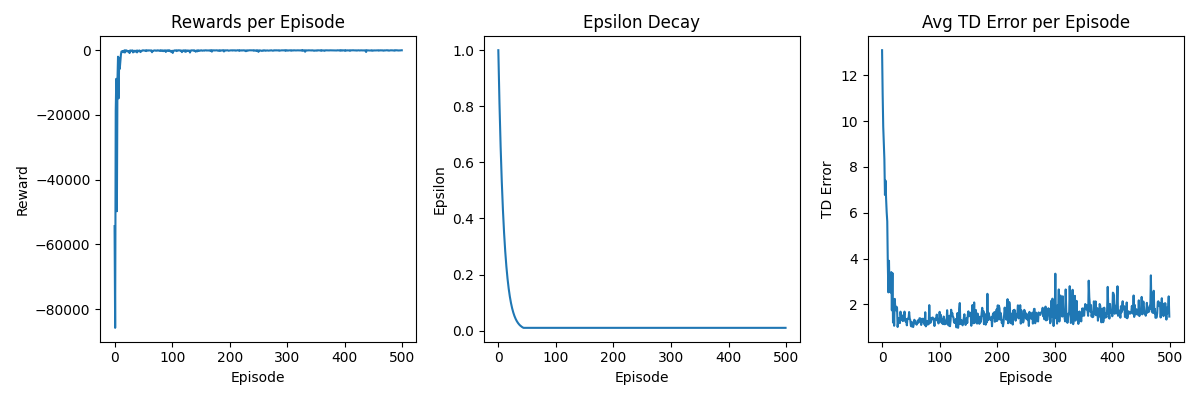 Rewards per Episode
0
−20000
−40000
−60000
−80000
Reward
0 100 200 300 400 500
Episode
Epsilon Decay
1.0
0.8
0.6
0.4
0.2
0.0
Epsilon
0 100 200 300 400 500
Episode
Avg TD Error per Episode
12
10
8
6
4
2
TD Error
0 100 200 300 400 500
Episode